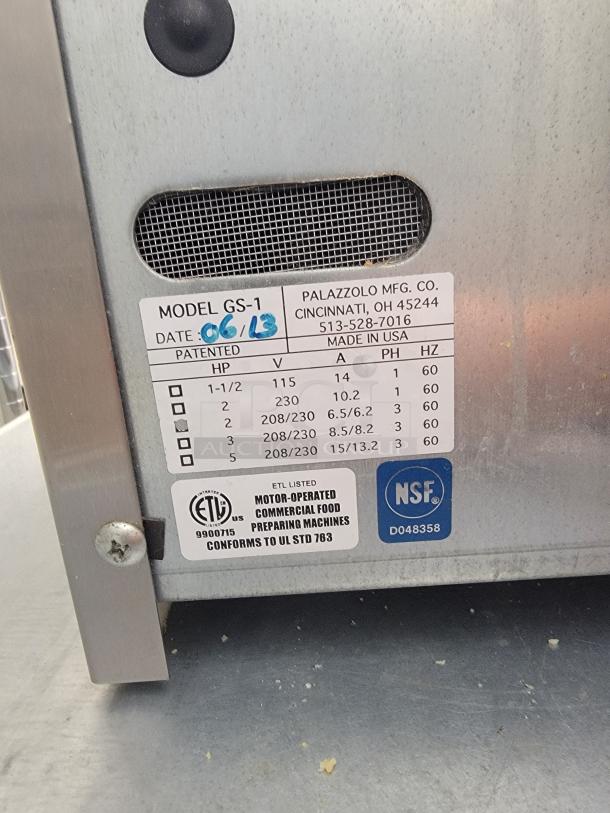 MODEL GS-1
DATE: 06/13
PATENTED
PALAZZOLO MFG. CO.
CINCINNATI, OH 45244
513-528-7016
MADE IN USA
HP V A PH HZ
1-1/2 115 14 1 60
2 230 10.2 1 60
2 208/230 6.5/6.2 3 60
3 208/230 8.5/8.2 3 60
5 208/230 15/13.2 3 60
AUCTION GROUP
ETL LISTED
MOTOR-OPERATED
COMMERCIAL FOOD
PREPARING MACHINES
CONFORMS TO UL STD 763
ETL US
9900715
NSF®
D048358